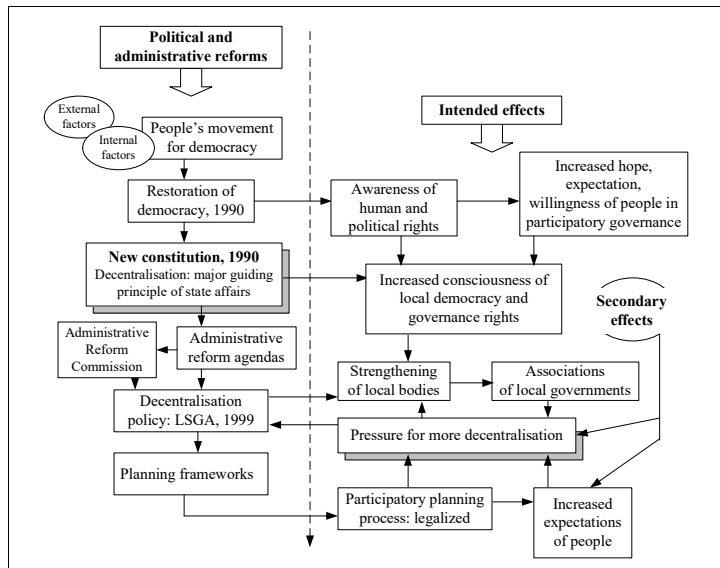 Political and
administrative reforms
External
factors
Internal
factors
People's movement
for democracy
Restoration of
democracy, 1990
New constitution, 1990
Decentralisation: major guiding
principle of state affairs
Administrative
Reform
Commission
Administrative
reform agendas
Decentralisation
policy: LSGA, 1999
Planning frameworks
Intended effects
Awareness of
human and
political rights
Increased hope,
expectation,
willingness of people in
participatory governance
Increased consciousness of
local democracy and
governance rights
Secondary
effects
Strengthening
of local bodies
Associations
of local governments
Pressure for more decentralisation
Participatory planning
process: legalized
Increased
expectations
of people